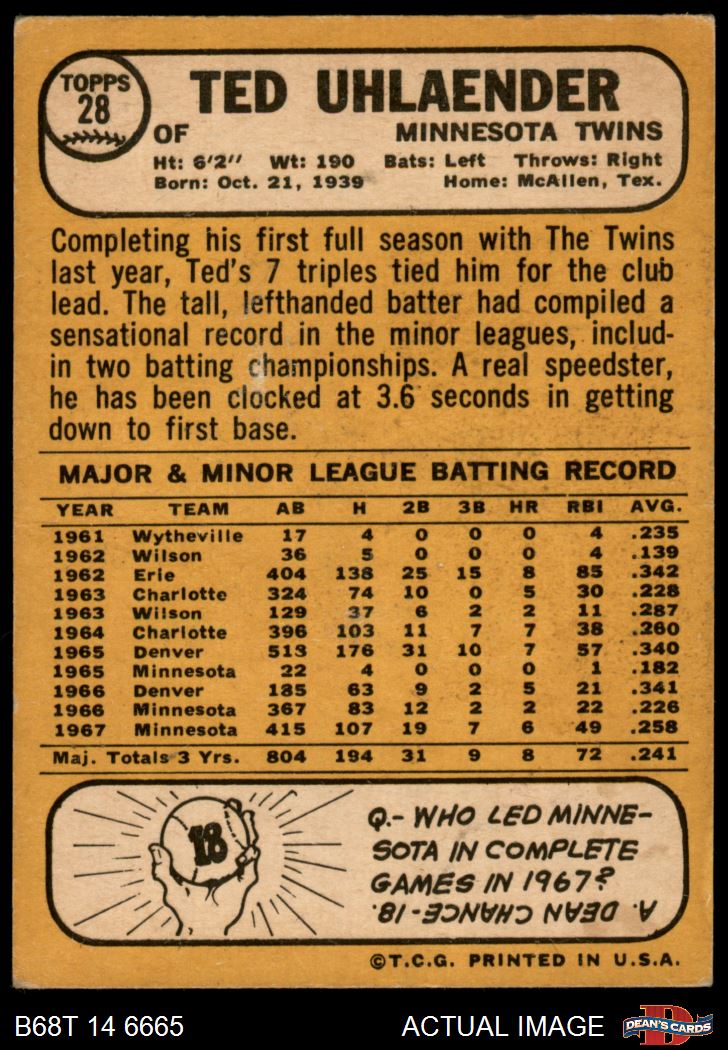 TOPPS
28
TED UHLAENDER
OF MINNESOTA TWINS
Ht: 6'2" Wt: 190 Bats: Left Throws: Right
Born: Oct. 21, 1939 Home: McAllen, Tex.
Completing his first full season with The Twins
last year, Ted's 7 triples tied him for the club
lead. The tall, lefthanded batter had compiled a
sensational record in the minor leagues, includ-
in two batting championships. A real speedster,
he has been clocked at 3.6 seconds in getting
down to first base.
MAJOR & MINOR LEAGUE BATTING RECORD
YEAR TEAM AB H 2B 3B HR RBI AVG.
1961 Wytheville 17 4 0 0 0 4 .235
1962 Wilson 36 5 0 0 0 4 .139
1962 Erie 404 138 25 15 8 85 .342
1963 Charlotte 324 74 10 0 5 30 .228
1963 Wilson 129 37 6 2 2 11 .287
1964 Charlotte 396 103 11 7 7 38 .260
1965 Denver 513 176 31 10 7 57 .340
1965 Minnesota 22 4 0 0 0 1 .182
1966 Denver 185 63 9 2 5 21 .341
1966 Minnesota 367 83 12 2 2 22 .226
1967 Minnesota 415 107 19 7 6 49 .258
Maj. Totals 3 Yrs. 804 194 31 9 8 72 .241
18
Q.- WHO LED MINNE-
SOTA IN COMPLETE
GAMES IN 1967?
A. DEAN CHANCE-18.
©T.C.G. PRINTED IN U.S.A.
B68T 14 6665 ACTUAL IMAGE
D
DEAN'S CARDS